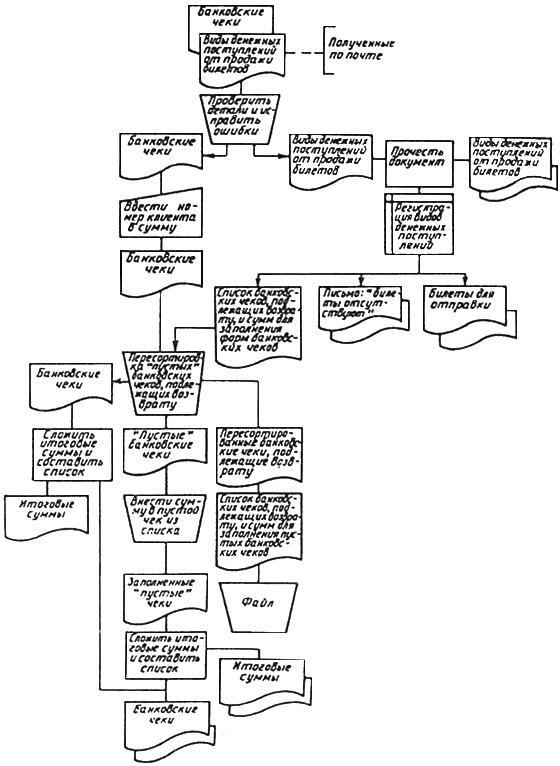 Банковские
чеки
Виды денежных
поступлений
от продажи
билетов
Полученные
по почте
Проверить
детали и ис-
править
ошибки
Банковские
чеки
Виды денежных
поступлений
от продажи
билетов
Прочесть
документ
Виды денежных
поступлений
от продажи
билетов
Ввести но-
мер клиента
в сумму
Регистра-
ция видов
денежных
поступ-
лений
Банковские
чеки
Список банковс-
ких чеков, под-
лежащих возвра-
ту, и сумм для
заполнения
форм банковс-
ких чеков
Письмо: "биле-
ты отсут-
ствуют"
Билеты для
отправки
Пересортиров-
ка "пустых"
банковских
чеков, подле-
жащих воз-
врату
Банковские
чеки
Сложить
итоговые
суммы и
составить
список
Итоговые
суммы
"Пустые"
банковские
чеки
Пересортиро-
ванные банковс-
кие чеки, под-
лежащие возв-
рату
Внести сум-
му в пустой
чек из
списка
Список банковс-
ких чеков, под-
лежащих возвра-
ту, и сумм для
заполнения пус-
тых банковс-
ких чеков
Заполненные
"пустые"
чеки
Файл
Сложить ито-
говые суммы
и составить
список
Итоговые
суммы
Банковские
чеки